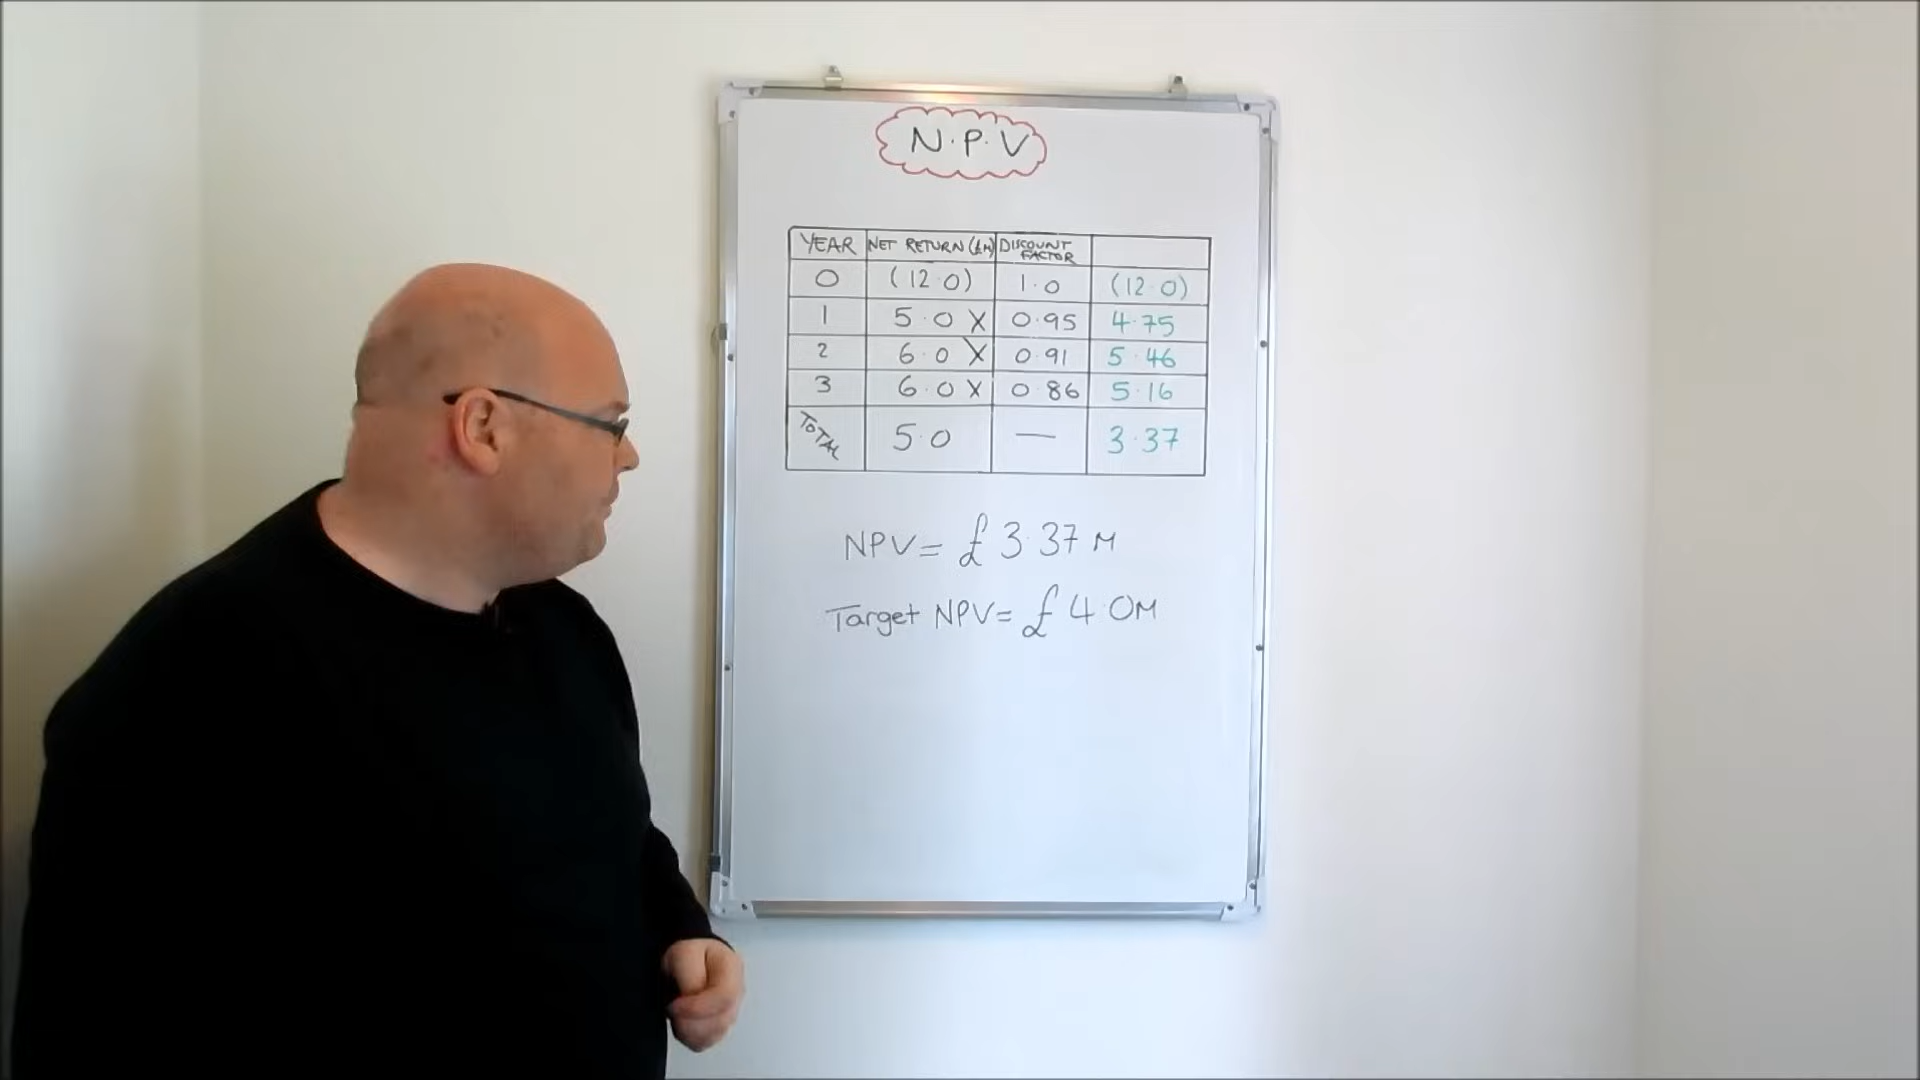 N.P.V
YEAR NET RETURN (£M) DISCOUNT FACTOR
0 (12.0) 1.0 (12.0)
1 5.0 X 0.95 4.75
2 6.0 X 0.91 5.46
3 6.0 X 0.86 5.16
TOTAL 5.0 — 3.37
NPV = £3.37M
Target NPV = £4.0M